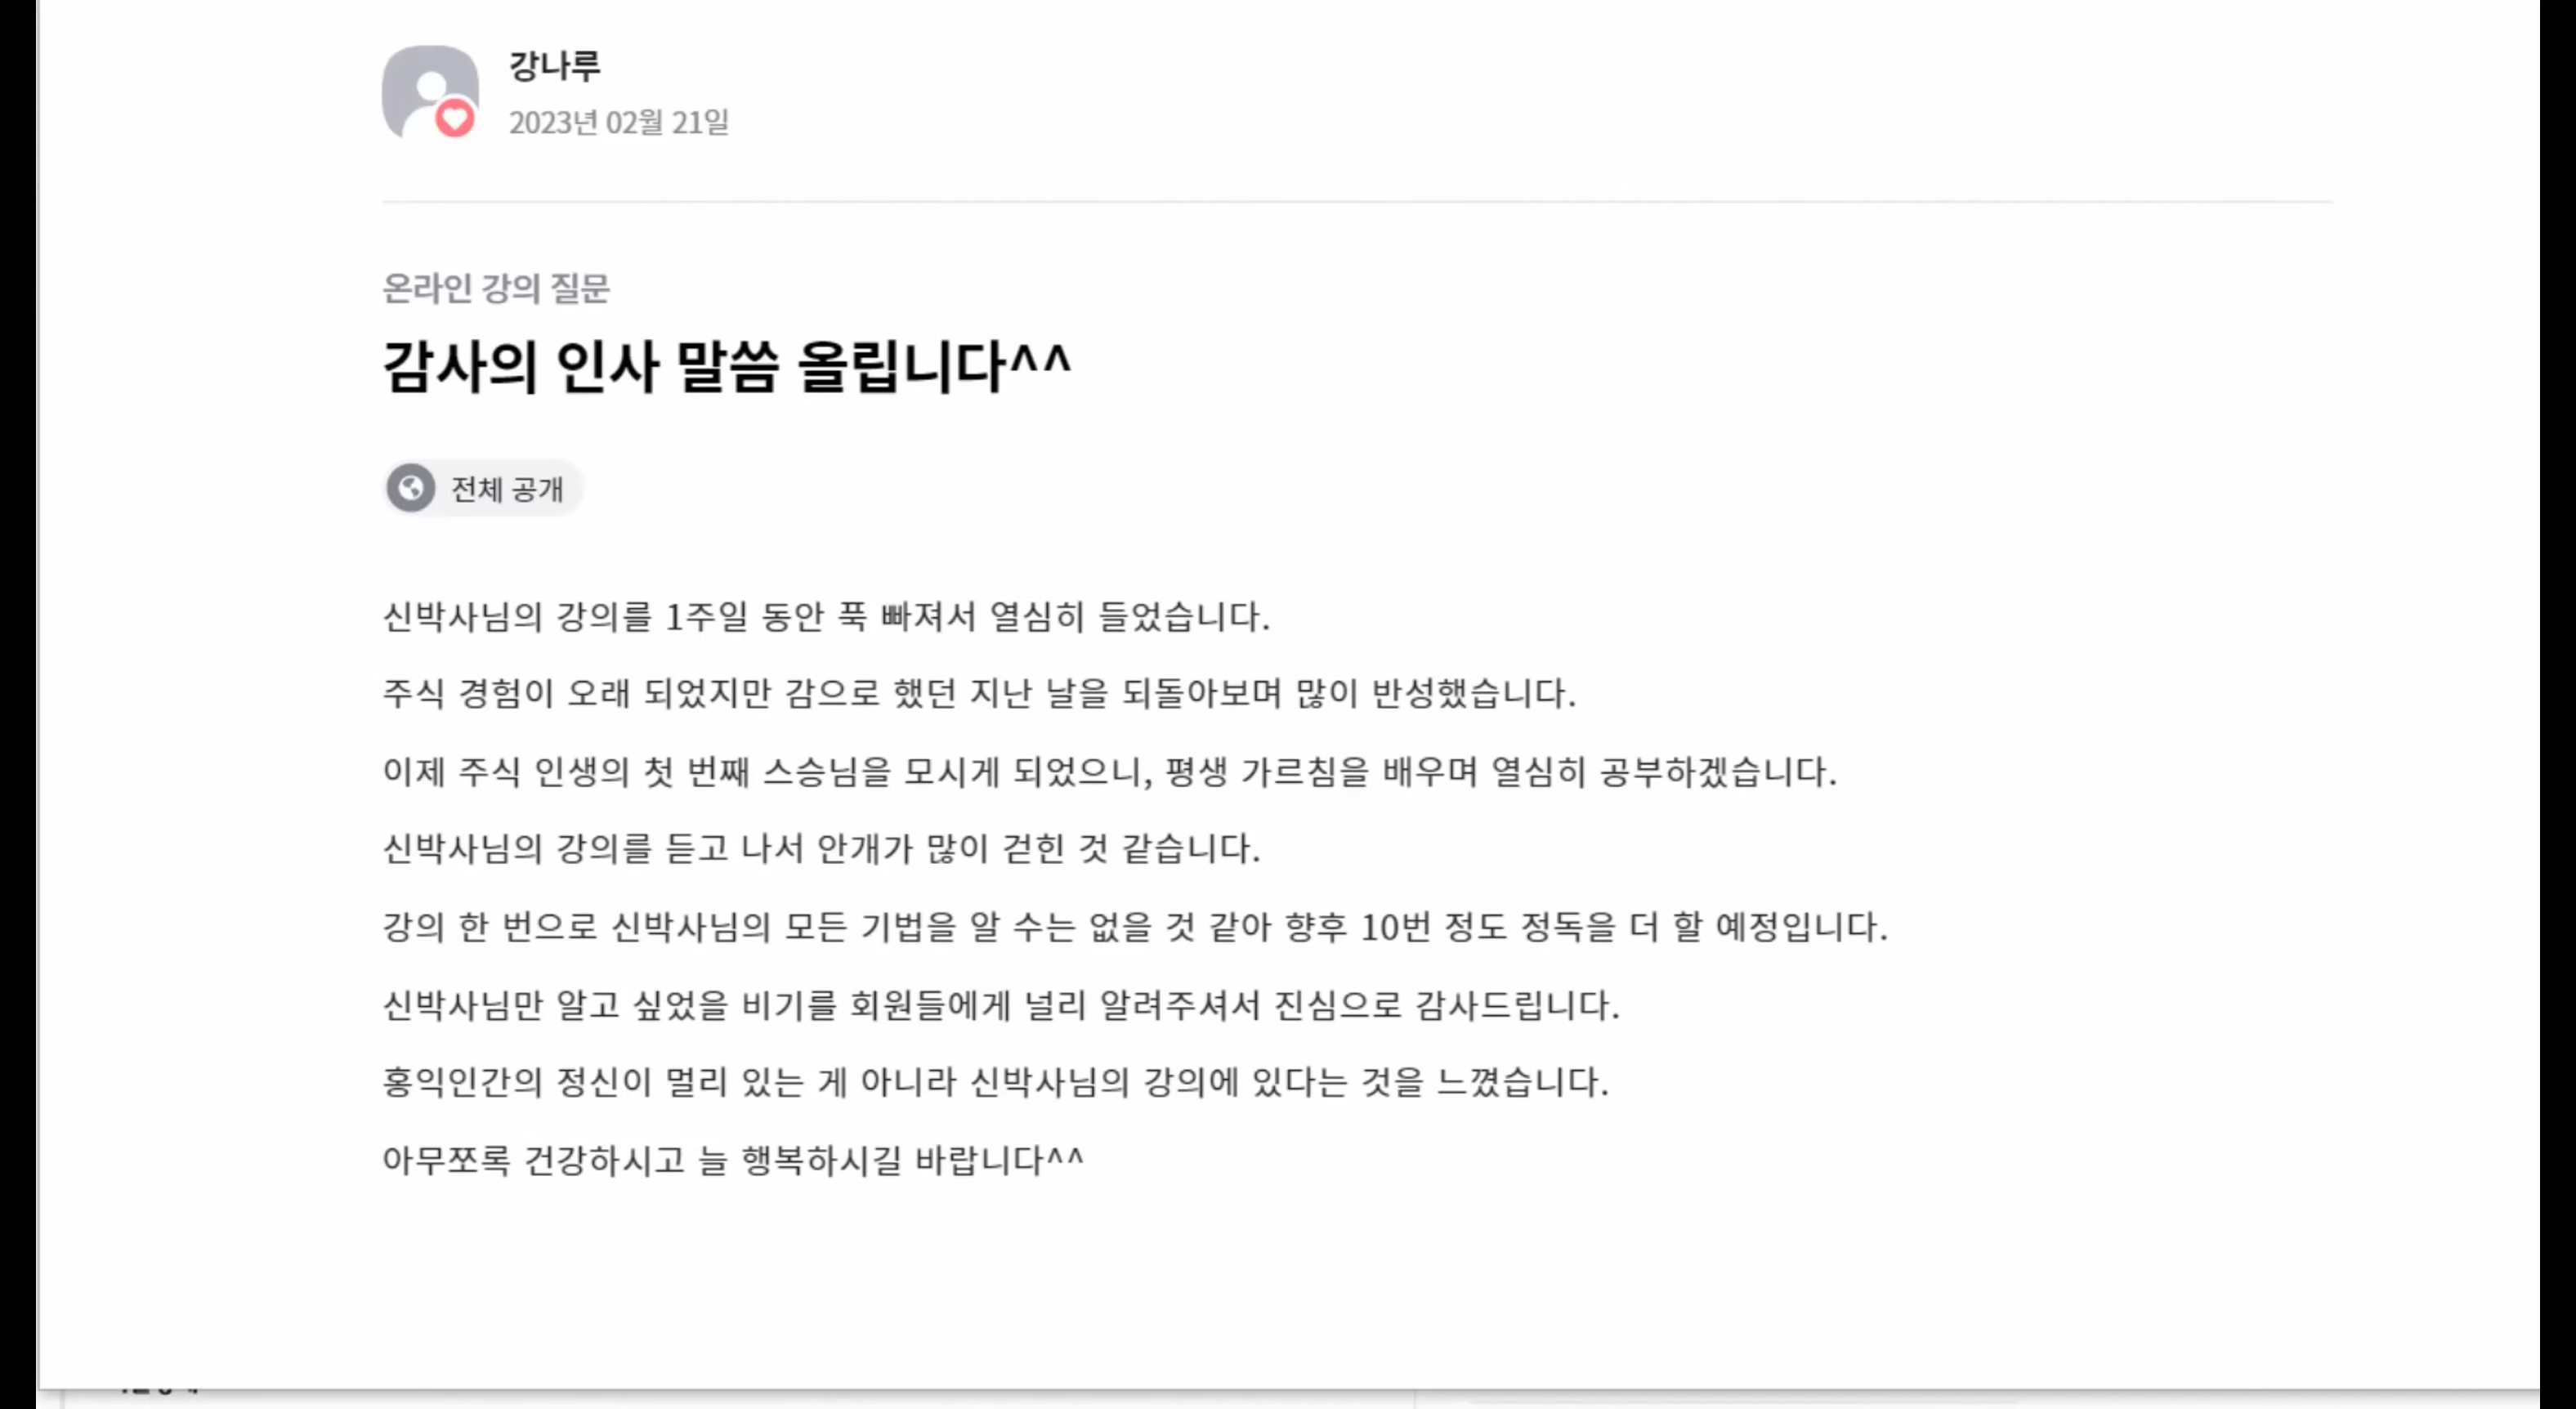 강나루
2023년 02월 21일
온라인 강의 질문
감사의 인사 말씀 올립니다^^
전체 공개
신박사님의 강의를 1주일 동안 푹 빠져서 열심히 들었습니다.
주식 경험이 오래 되었지만 감으로 했던 지난 날을 되돌아보며 많이 반성했습니다.
이제 주식 인생의 첫 번째 스승님을 모시게 되었으니, 평생 가르침을 배우며 열심히 공부하겠습니다.
신박사님의 강의를 듣고 나서 안개가 많이 걷힌 것 같습니다.
강의 한 번으로 신박사님의 모든 기법을 알 수는 없을 것 같아 향후 10번 정도 정독을 더 할 예정입니다.
신박사님만 알고 싶었을 비기를 회원들에게 널리 알려주셔서 진심으로 감사드립니다.
홍익인간의 정신이 멀리 있는 게 아니라 신박사님의 강의에 있다는 것을 느꼈습니다.
아무쪼록 건강하시고 늘 행복하시길 바랍니다^^